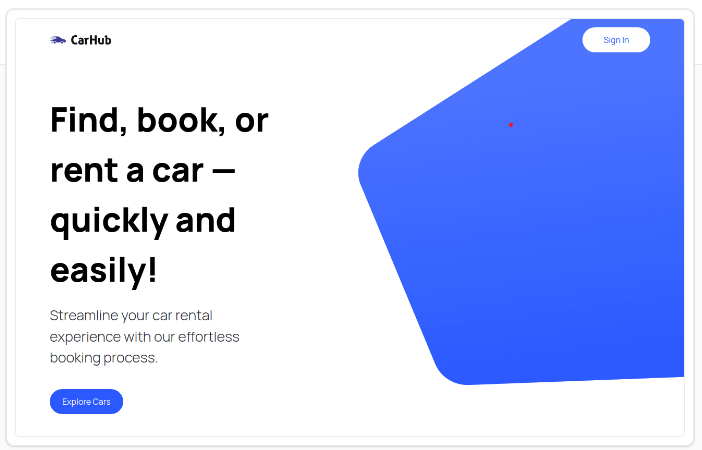 CarHub
Sign In
Find, book, or
rent a car —
quickly and
easily!
Streamline your car rental
experience with our effortless
booking process.
Explore Cars